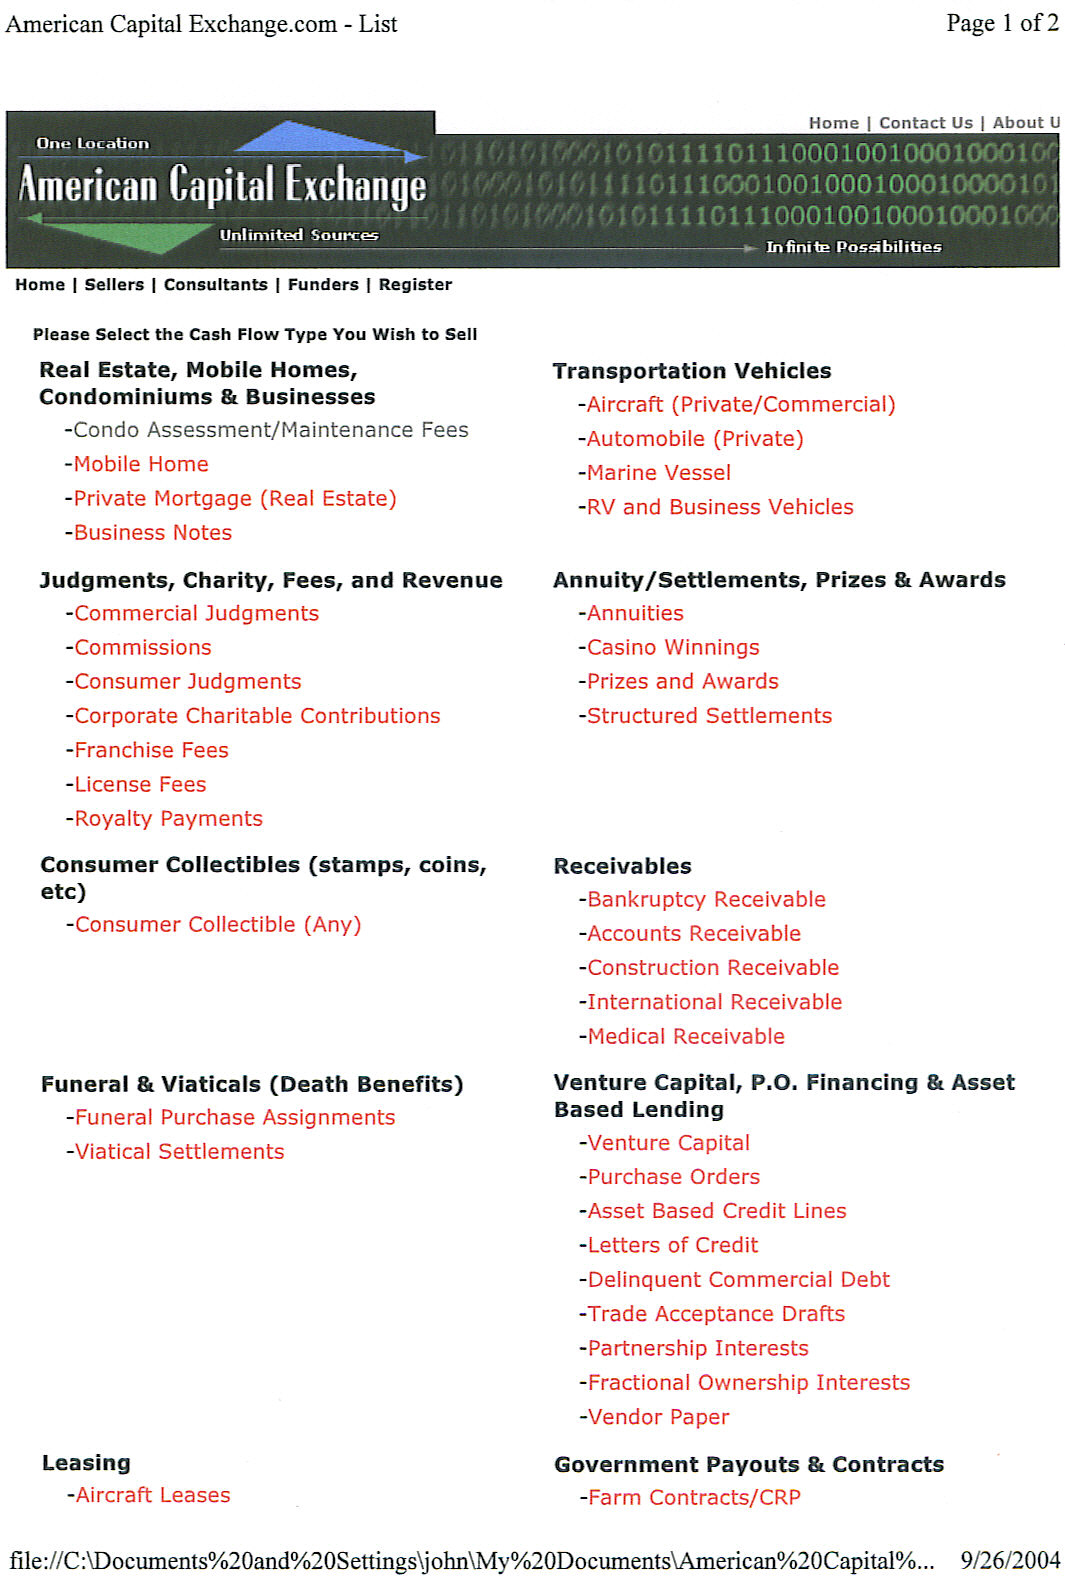 American Capital Exchange.com - List
Page 1 of 2
Home | Contact Us | About U
One Location
American Capital Exchange
Unlimited Sources
Infinite Possibilities
Home | Sellers | Consultants | Funders | Register
Please Select the Cash Flow Type You Wish to Sell
Real Estate, Mobile Homes,
Condominiums & Businesses
-Condo Assessment/Maintenance Fees
-Mobile Home
-Private Mortgage (Real Estate)
-Business Notes
Transportation Vehicles
-Aircraft (Private/Commercial)
-Automobile (Private)
-Marine Vessel
-RV and Business Vehicles
Judgments, Charity, Fees, and Revenue
-Commercial Judgments
-Commissions
-Consumer Judgments
-Corporate Charitable Contributions
-Franchise Fees
-License Fees
-Royalty Payments
Annuity/Settlements, Prizes & Awards
-Annuities
-Casino Winnings
-Prizes and Awards
-Structured Settlements
Consumer Collectibles (stamps, coins,
etc)
-Consumer Collectible (Any)
Receivables
-Bankruptcy Receivable
-Accounts Receivable
-Construction Receivable
-International Receivable
-Medical Receivable
Funeral & Viaticals (Death Benefits)
-Funeral Purchase Assignments
-Viatical Settlements
Venture Capital, P.O. Financing & Asset
Based Lending
-Venture Capital
-Purchase Orders
-Asset Based Credit Lines
-Letters of Credit
-Delinquent Commercial Debt
-Trade Acceptance Drafts
-Partnership Interests
-Fractional Ownership Interests
-Vendor Paper
Leasing
-Aircraft Leases
Government Payouts & Contracts
-Farm Contracts/CRP
file://C:\Documents%20and%20Settings\john\My%20Documents\American%20Capital%... 9/26/2004